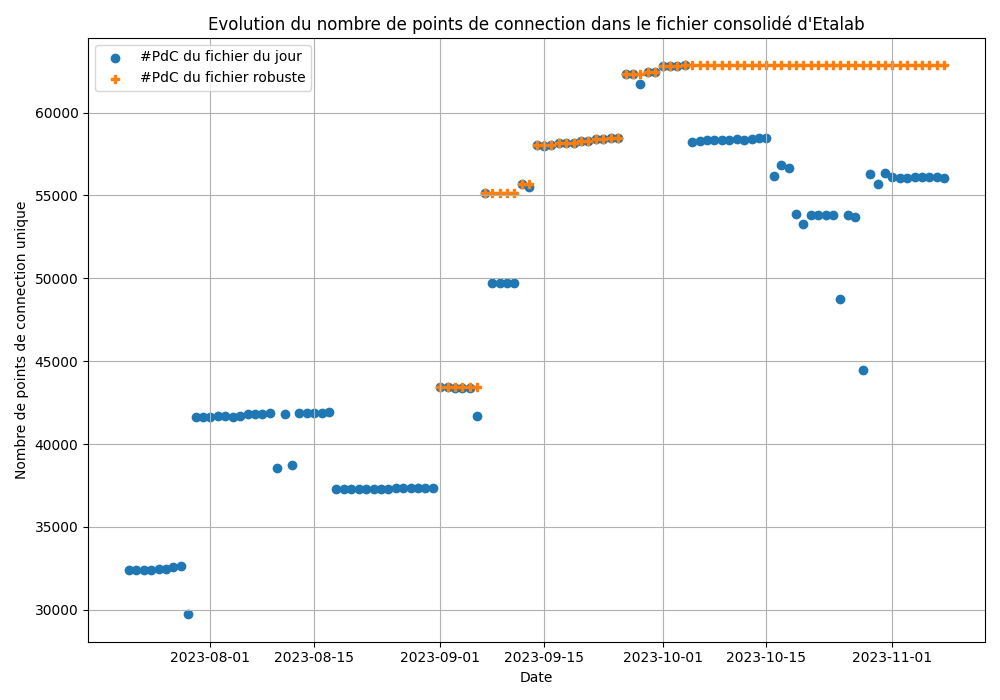 Evolution du nombre de points de connection dans le fichier consolidé d'Etalab
#PdC du fichier du jour
#PdC du fichier robuste
Nombre de points de connection unique
60000
55000
50000
45000
40000
35000
30000
2023-08-01
2023-08-15
2023-09-01
2023-09-15
2023-10-01
2023-10-15
2023-11-01
Date